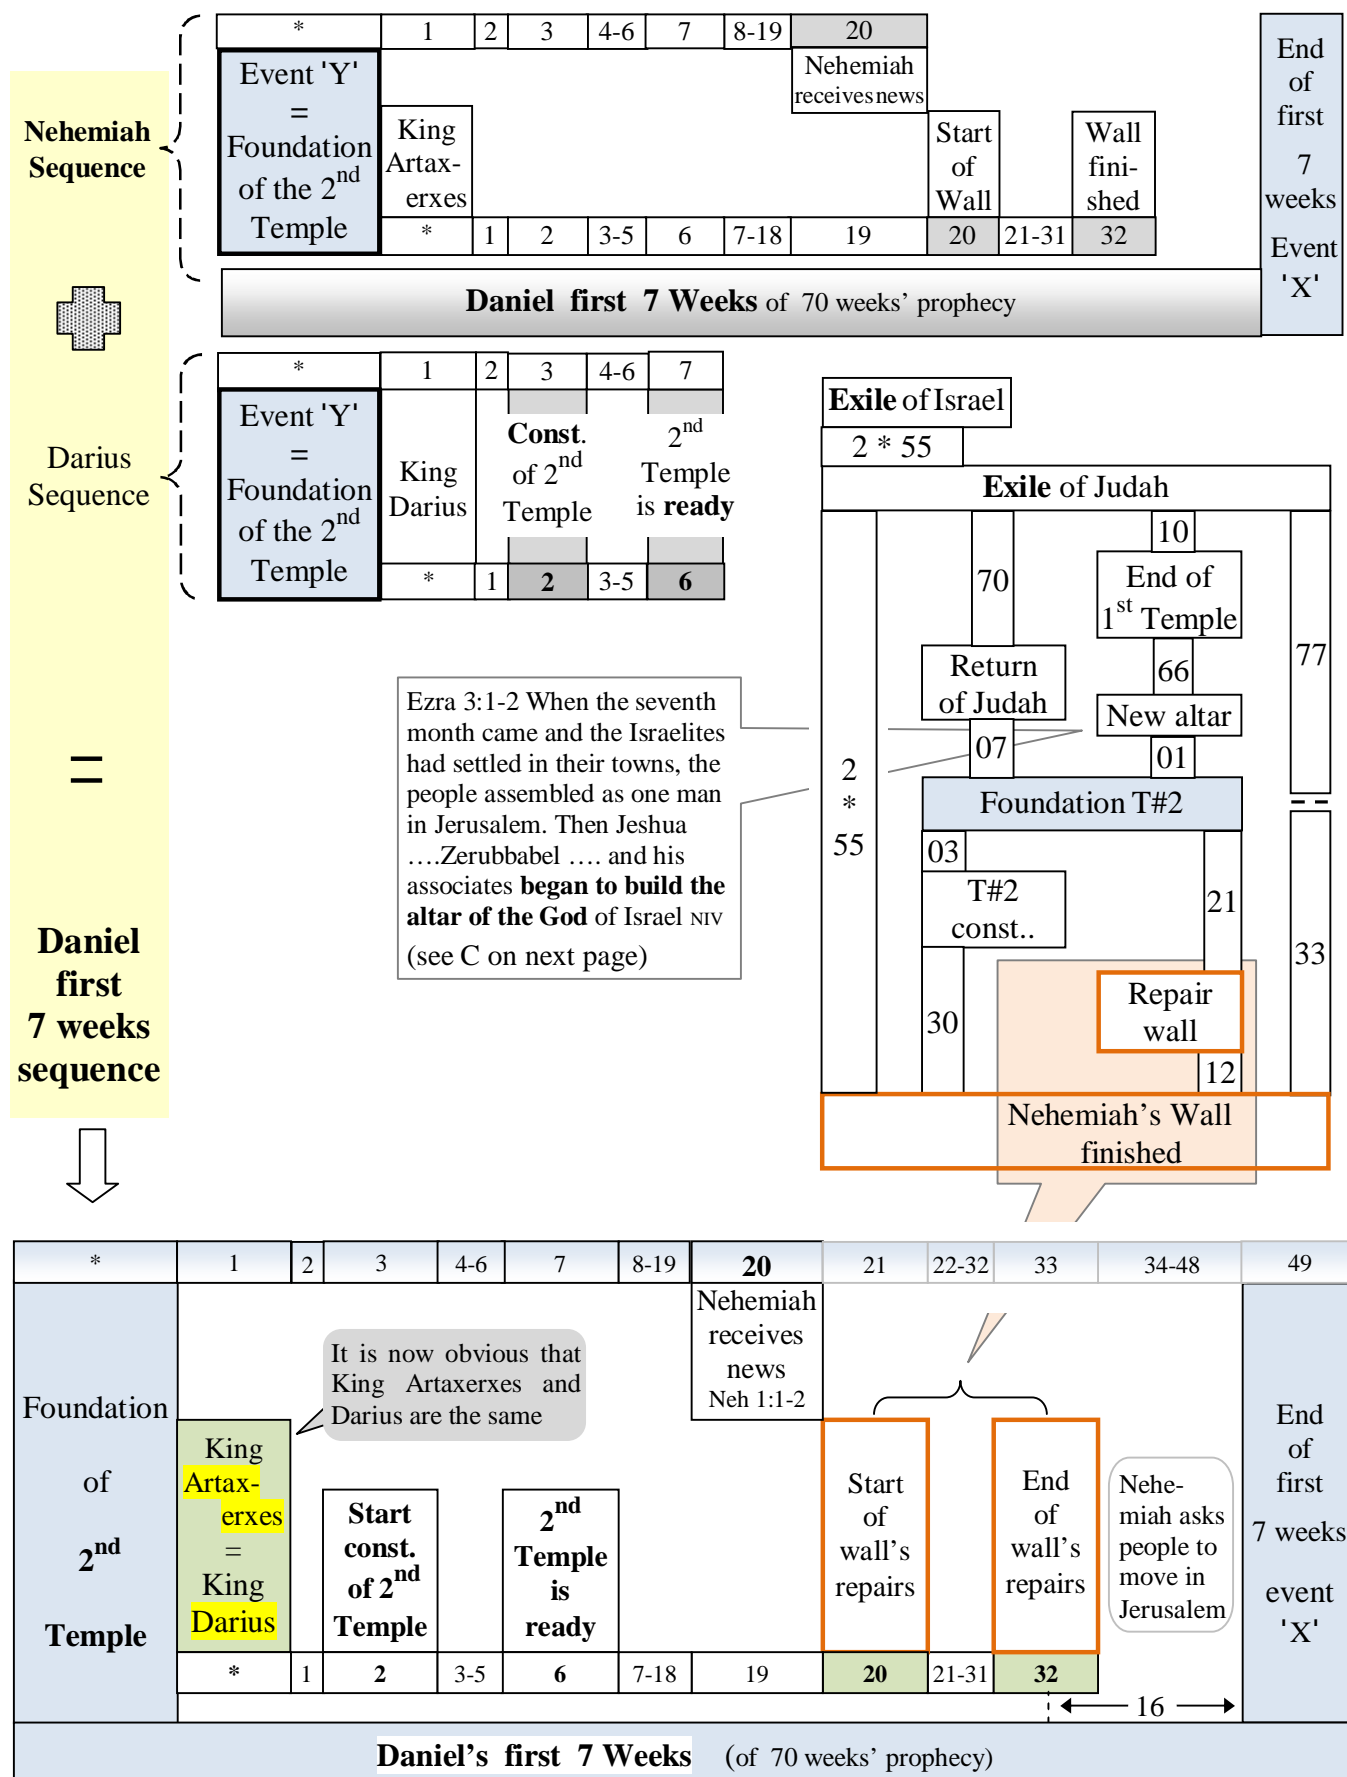 * 1 2 3 4-6 7 8-19 20
Nehemiah
Sequence
Event 'Y'
=
Foundation
of the 2nd
Temple
King
Artax-
erxes
Nehemiah
receives news
Start
of
Wall
Wall
fini-
shed
* 1 2 3-5 6 7-18 19 20 21-31 32
End
of
first
7
weeks
Event
'X'
Daniel first 7 Weeks of 70 weeks' prophecy
* 1 2 3 4-6 7
Darius
Sequence
Event 'Y'
=
Foundation
of the 2nd
Temple
King
Darius
Const.
of 2nd
Temple
2nd
Temple
is ready
* 1 2 3-5 6
=
Daniel
first
7 weeks
sequence
Exile of Israel
2 * 55
Exile of Judah
2
*
55
70
Return
of Judah
07
10
End of
1st Temple
66
New altar
01
77
Foundation T#2
03
T#2
const..
30
21
Repair
wall
12
33
Nehemiah's Wall
finished
Ezra 3:1-2 When the seventh
month came and the Israelites
had settled in their towns, the
people assembled as one man
in Jerusalem. Then Jeshua
….Zerubbabel …. and his
associates began to build the
altar of the God of Israel NIV
(see C on next page)
* 1 2 3 4-6 7 8-19 20 21 22-32 33 34-48 49
Foundation
of
2nd
Temple
King
Artax-
erxes
=
King
Darius
It is now obvious that
King Artaxerxes and
Darius are the same
Start
const.
of 2nd
Temple
2nd
Temple
is
ready
Nehemiah
receives
news
Neh 1:1-2
Start
of
wall's
repairs
End
of
wall's
repairs
Nehe-
miah asks
people to
move in
Jerusalem
End
of
first
7 weeks
event
'X'
* 1 2 3-5 6 7-18 19 20 21-31 32
16
Daniel's first 7 Weeks (of 70 weeks' prophecy)